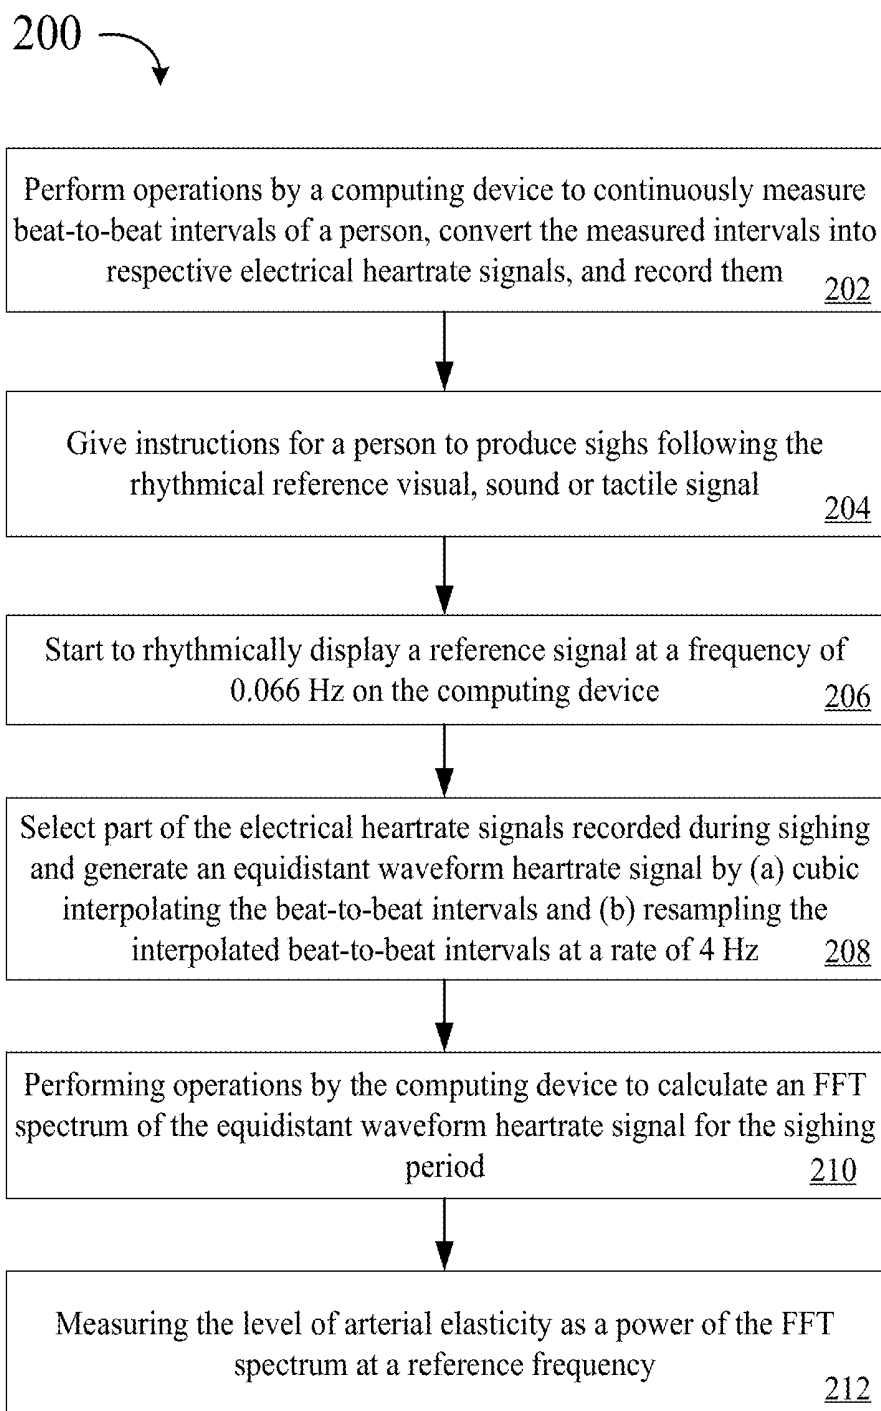 200
Perform operations by a computing device to continuously measure
beat-to-beat intervals of a person, convert the measured intervals into
respective electrical heartrate signals, and record them
202
Give instructions for a person to produce sighs following the
rhythmical reference visual, sound or tactile signal
204
Start to rhythmically display a reference signal at a frequency of
0.066 Hz on the computing device
206
Select part of the electrical heartrate signals recorded during sighing
and generate an equidistant waveform heartrate signal by (a) cubic
interpolating the beat-to-beat intervals and (b) resampling the
interpolated beat-to-beat intervals at a rate of 4 Hz
208
Performing operations by the computing device to calculate an FFT
spectrum of the equidistant waveform heartrate signal for the sighing
period
210
Measuring the level of arterial elasticity as a power of the FFT
spectrum at a reference frequency
212